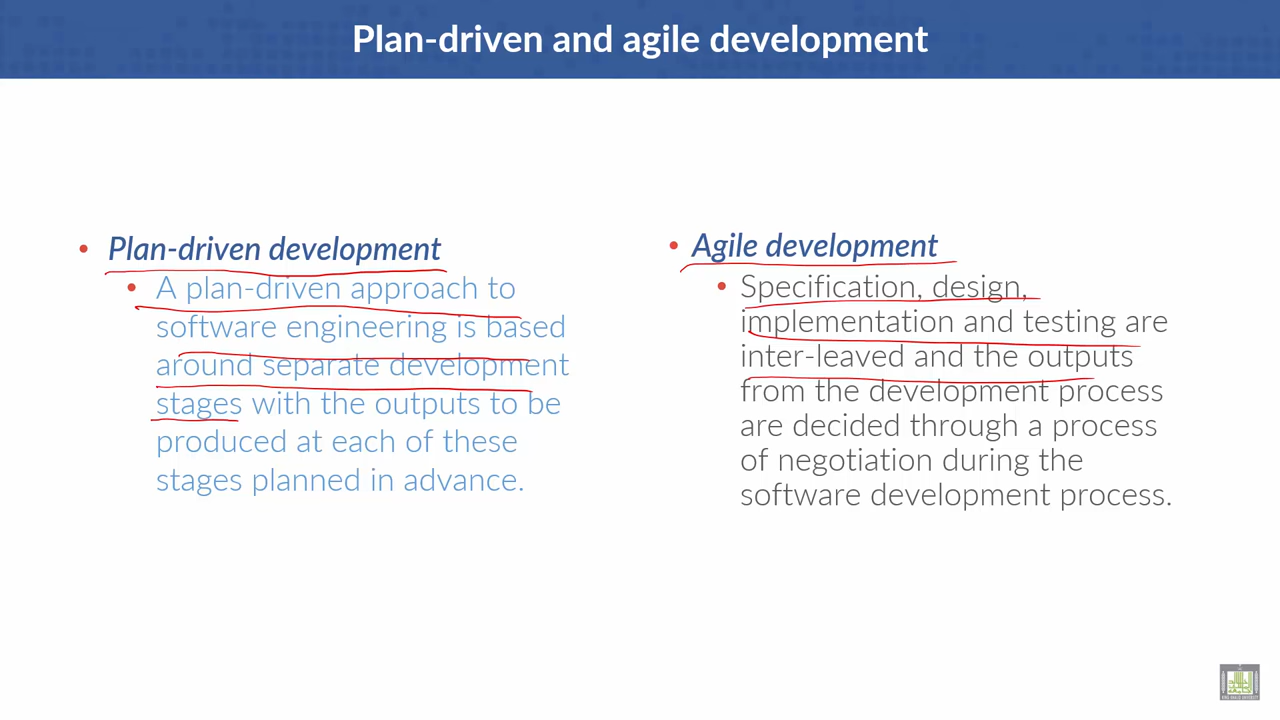 Plan-driven and agile development
• Plan-driven development
• A plan-driven approach to
software engineering is based
around separate development
stages with the outputs to be
produced at each of these
stages planned in advance.
• Agile development
• Specification, design,
implementation and testing are
inter-leaved and the outputs
from the development process
are decided through a process
of negotiation during the
software development process.